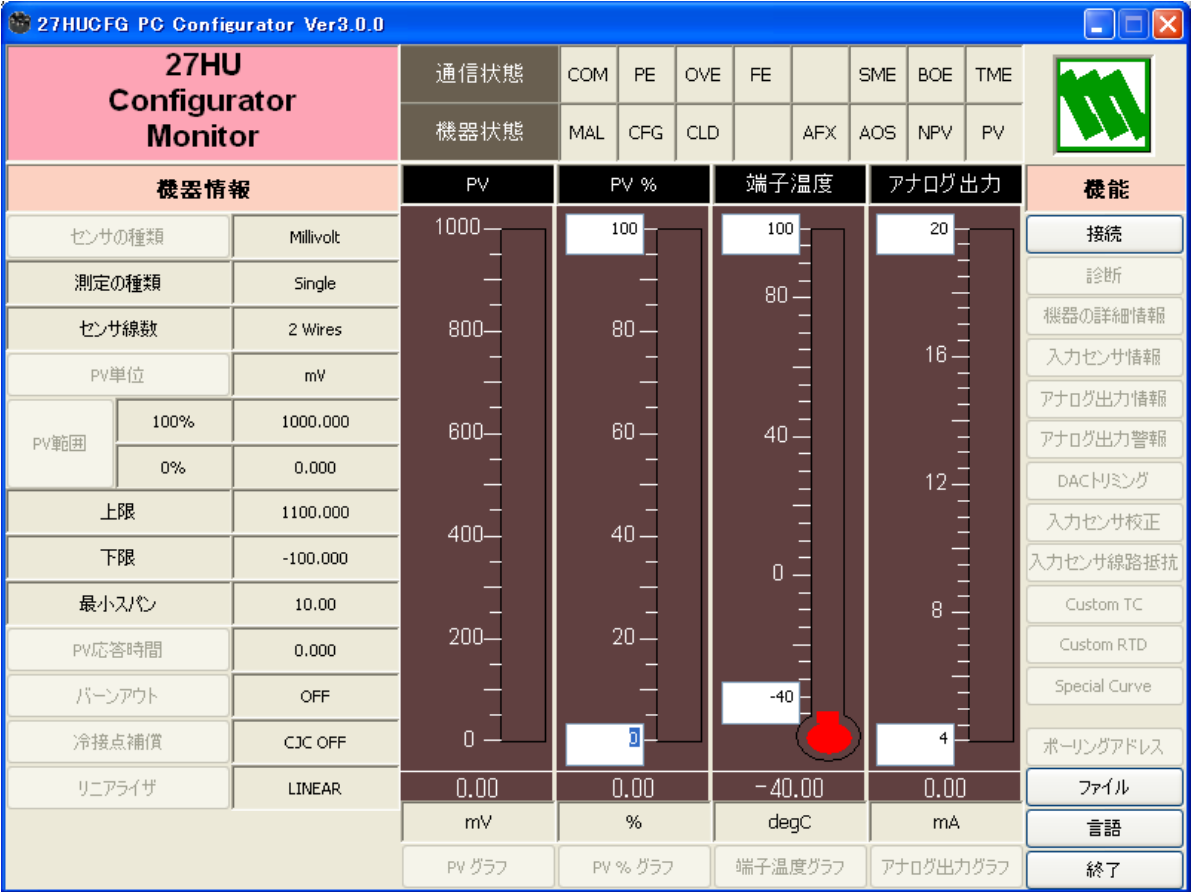 27HUCFG PC Configurator Ver3.0.0
27HU
Configurator
Monitor
通信状態 COM PE OVE FE SME BOE TME
機器状態 MAL CFG CLD AFX AOS NPV PV
機器情報
センサの種類 Millivolt
測定の種類 Single
センサ線数 2 Wires
PV単位 mV
PV範囲
100% 1000.000
0% 0.000
上限 1100.000
下限 -100.000
最小スパン 10.00
PV応答時間 0.000
バーンアウト OFF
冷接点補償 CJC OFF
リニアライザ LINEAR
PV
1000
800
600
400
200
0
0.00
mV
PV グラフ
PV %
100
80
60
40
20
0
0.00
%
PV % グラフ
端子温度
100
80
40
0
-40
-40.00
degC
端子温度グラフ
アナログ出力
20
16
12
8
4
0.00
mA
アナログ出力グラフ
機能
接続
診断
機器の詳細情報
入力センサ情報
アナログ出力情報
アナログ出力警報
DACトリミング
入力センサ校正
入力センサ線路抵抗
Custom TC
Custom RTD
Special Curve
ポーリングアドレス
ファイル
言語
終了